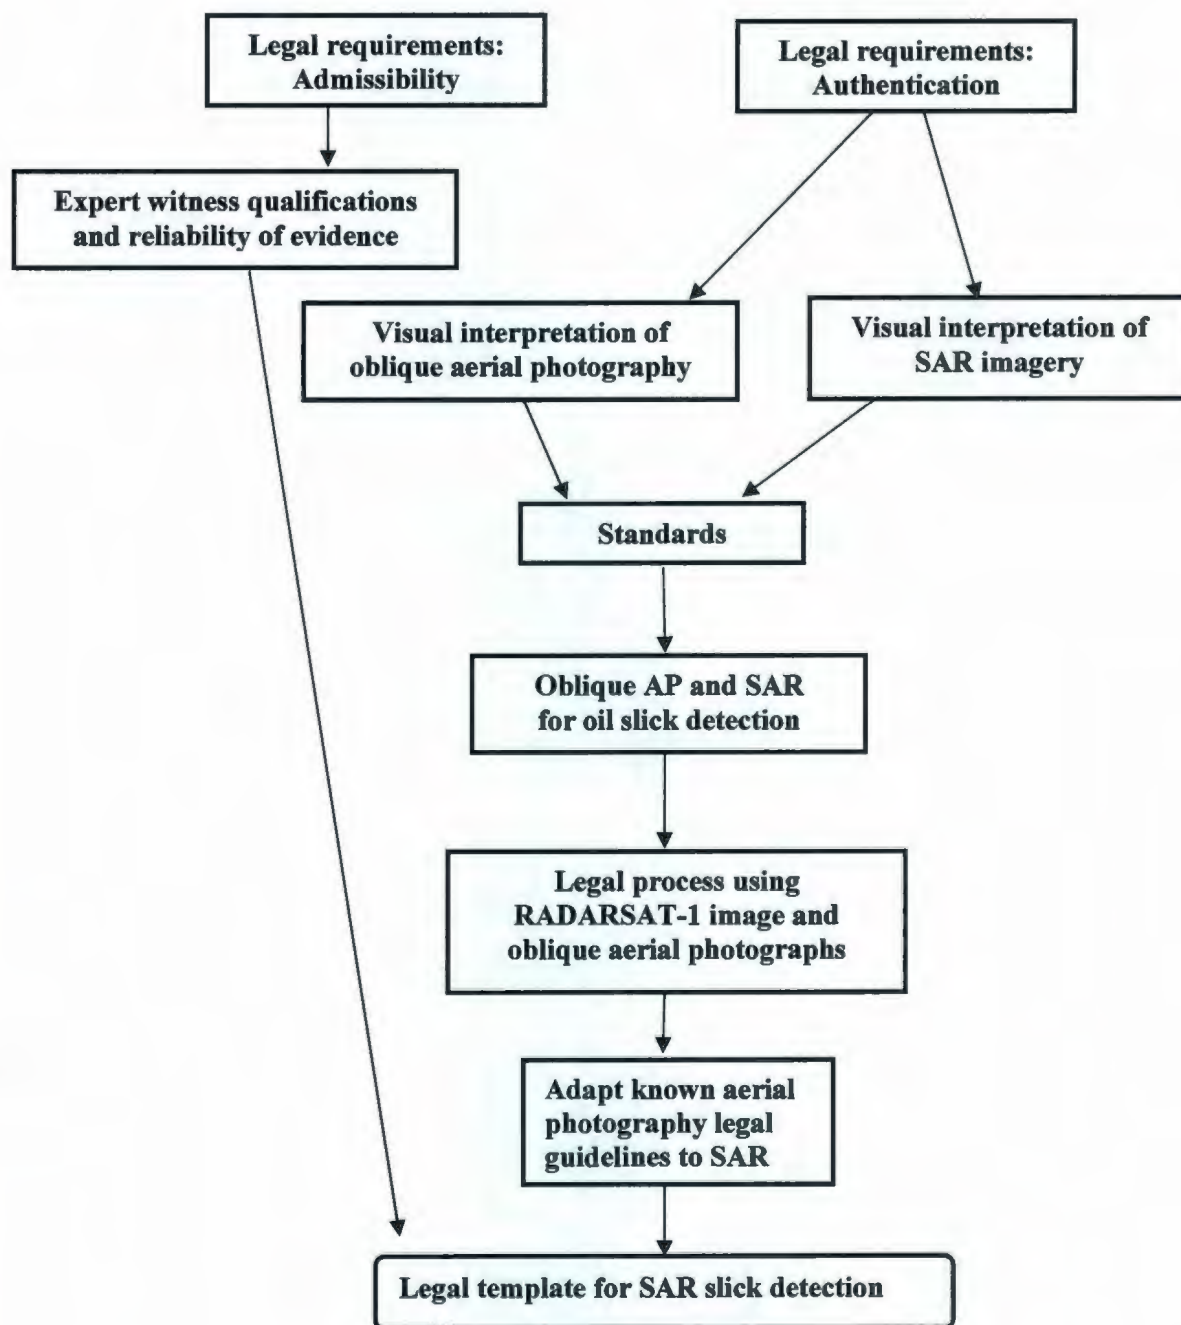 Legal requirements:
Admissibility
Legal requirements:
Authentication
Expert witness qualifications
and reliability of evidence
Visual interpretation of
oblique aerial photography
Visual interpretation of
SAR imagery
Standards
Oblique AP and SAR
for oil slick detection
Legal process using
RADARSAT-1 image and
oblique aerial photographs
Adapt known aerial
photography legal
guidelines to SAR
Legal template for SAR slick detection